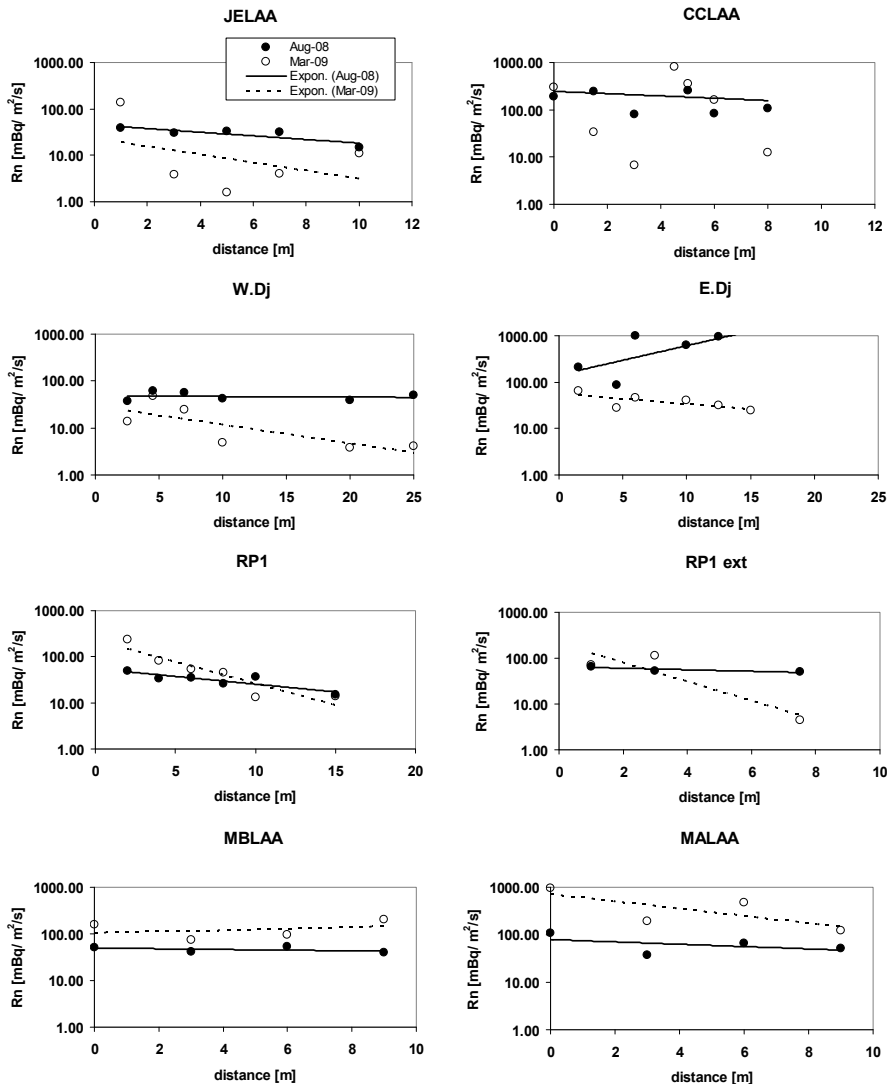 JELAA
Aug-08
Mar-09
Expon. (Aug-08)
Expon. (Mar-09)
Rn [mBq/ m²/s]
1000.00
100.00
10.00
1.00
0 2 4 6 8 10 12
distance [m]
CCLAA
Rn [mBq/ m²/s]
1000.00
100.00
10.00
1.00
0 2 4 6 8 10 12
distance [m]
W.Dj
Rn [mBq/ m²/s]
1000.00
100.00
10.00
1.00
0 5 10 15 20 25
distance [m]
E.Dj
Rn [mBq/ m²/s]
1000.00
100.00
10.00
1.00
0 5 10 15 20 25
distance [m]
RP1
Rn [mBq/ m²/s]
1000.00
100.00
10.00
1.00
0 5 10 15 20
distance [m]
RP1 ext
Rn [mBq/ m²/s]
1000.00
100.00
10.00
1.00
0 2 4 6 8 10
distance [m]
MBLAA
Rn [mBq/ m²/s]
1000.00
100.00
10.00
1.00
0 2 4 6 8 10
distance [m]
MALAA
Rn [mBq/ m²/s]
1000.00
100.00
10.00
1.00
0 2 4 6 8 10
distance [m]